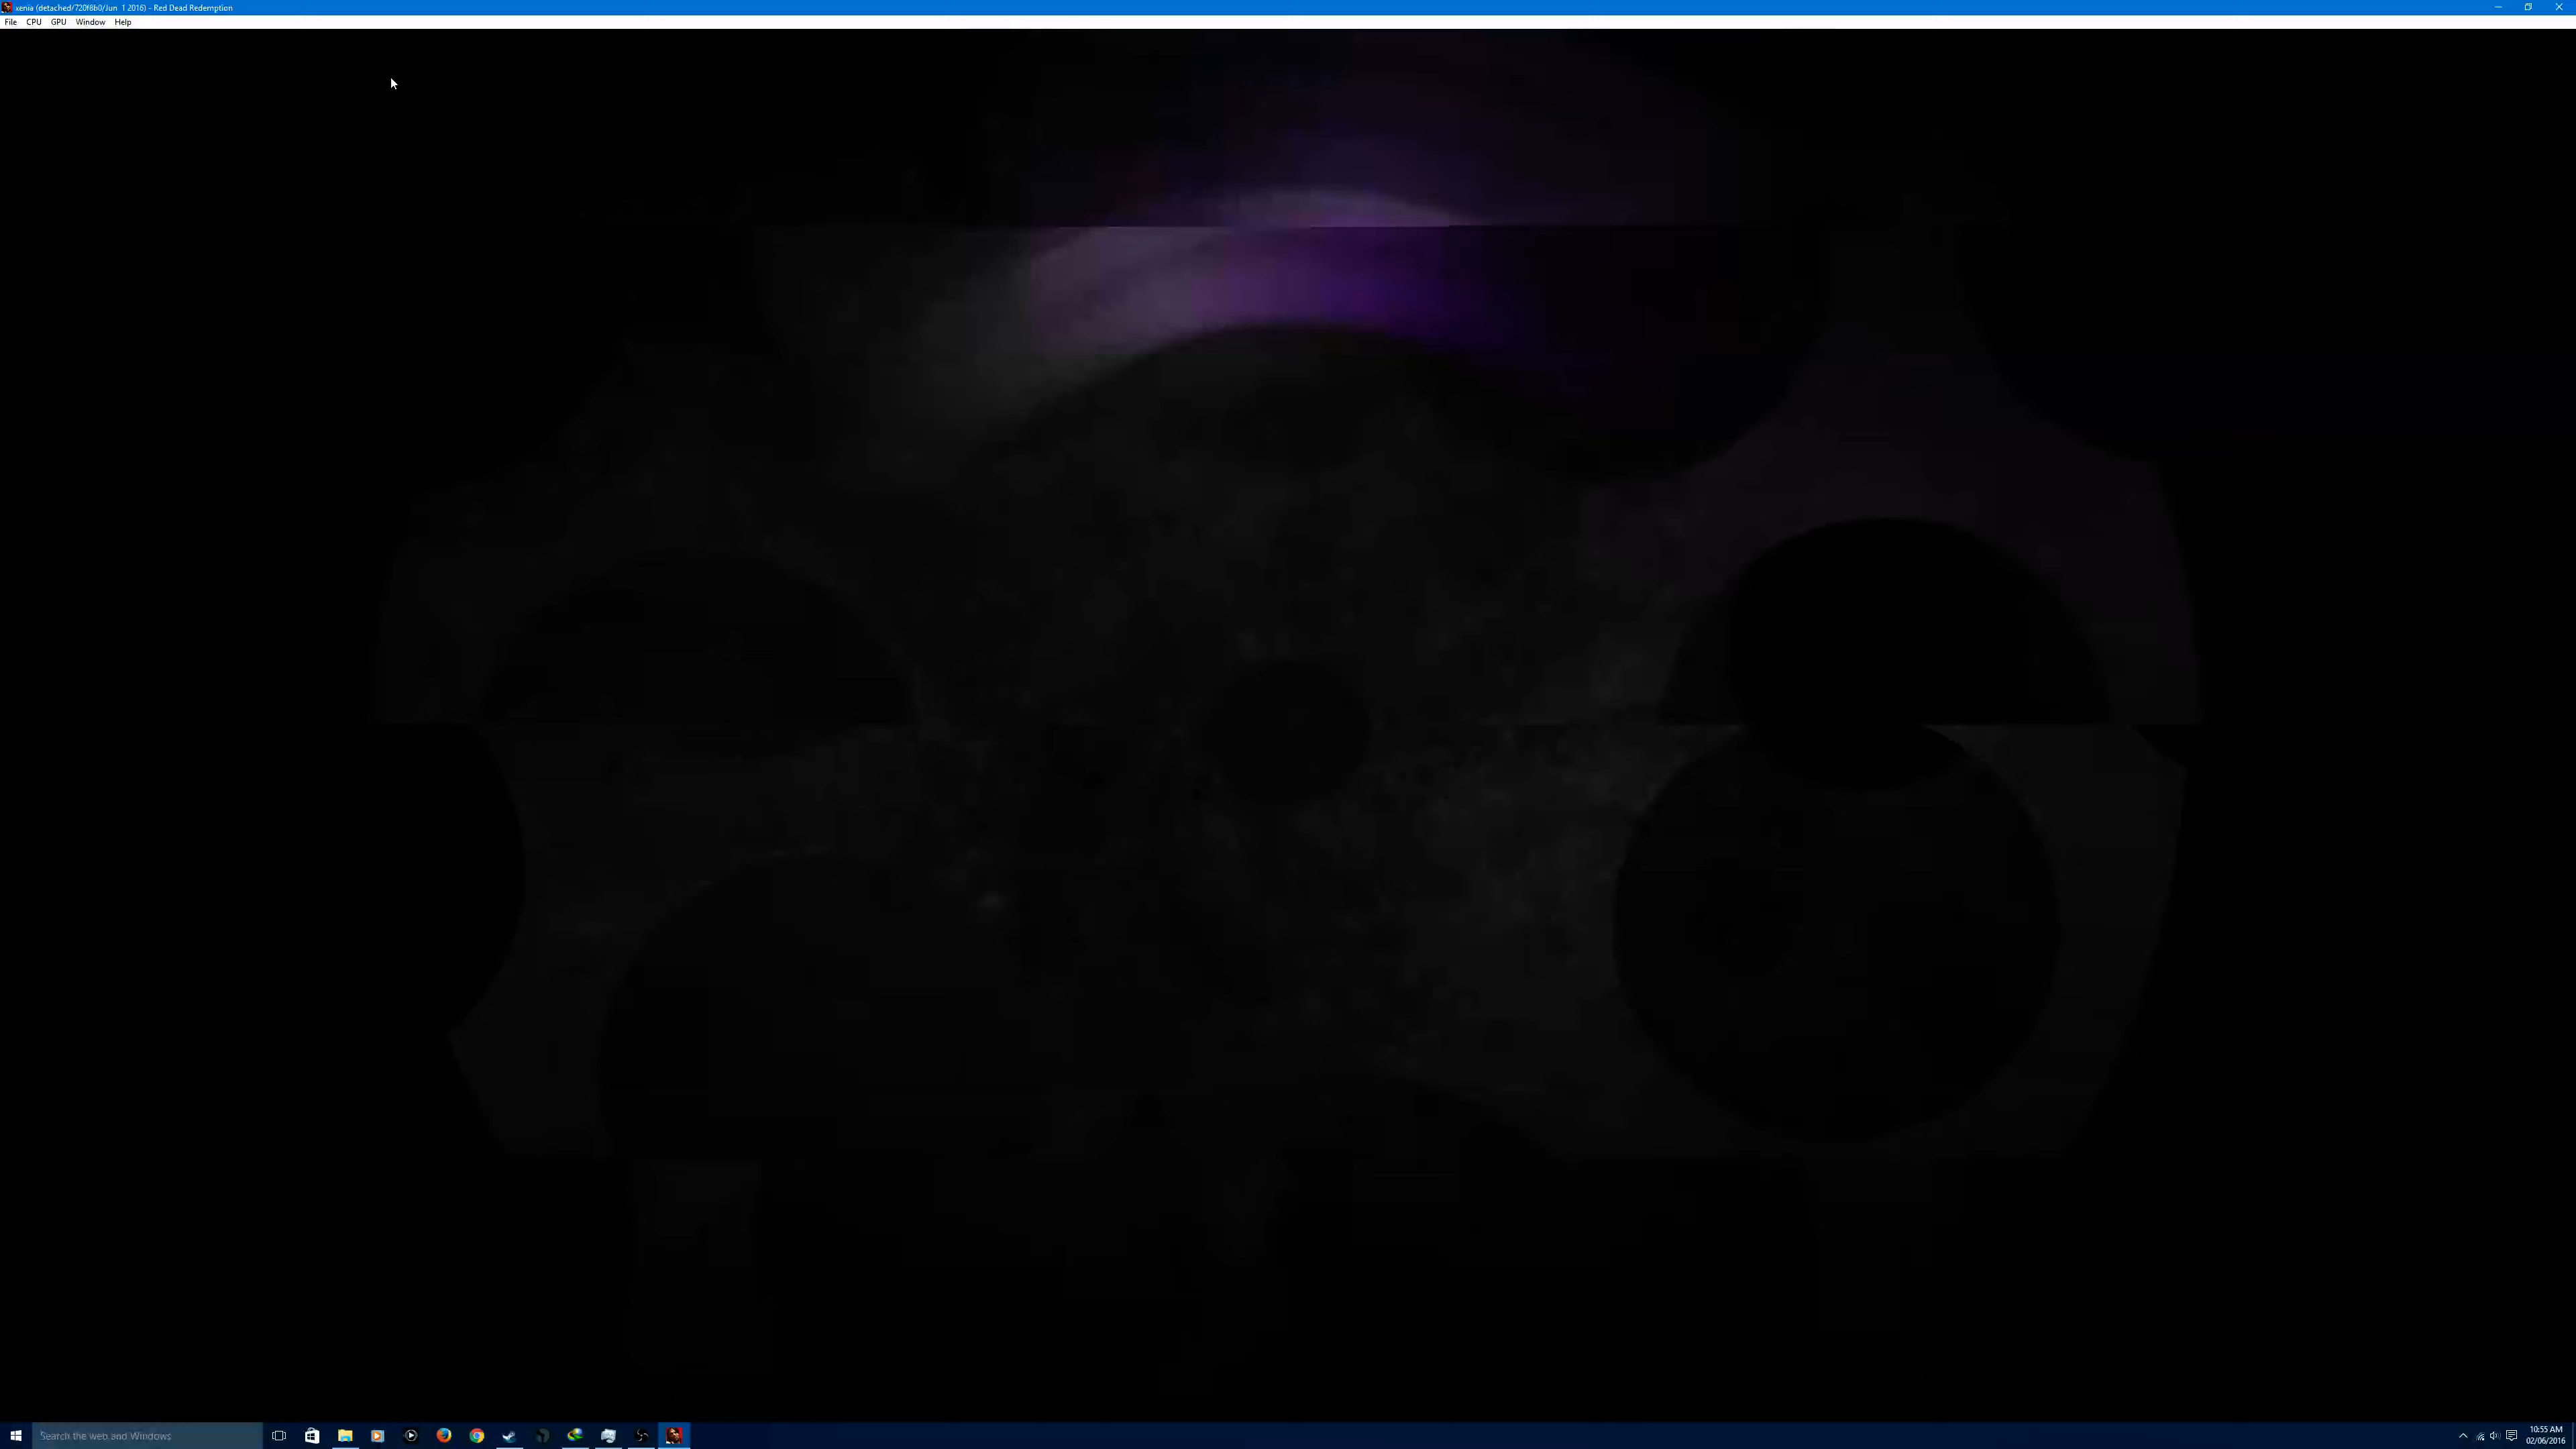 xenia (detached/720f8b0/Jun 1 2016) - Red Dead Redemption
File CPU GPU Window Help
Search the web and Windows
10:55 AM
02/06/2016